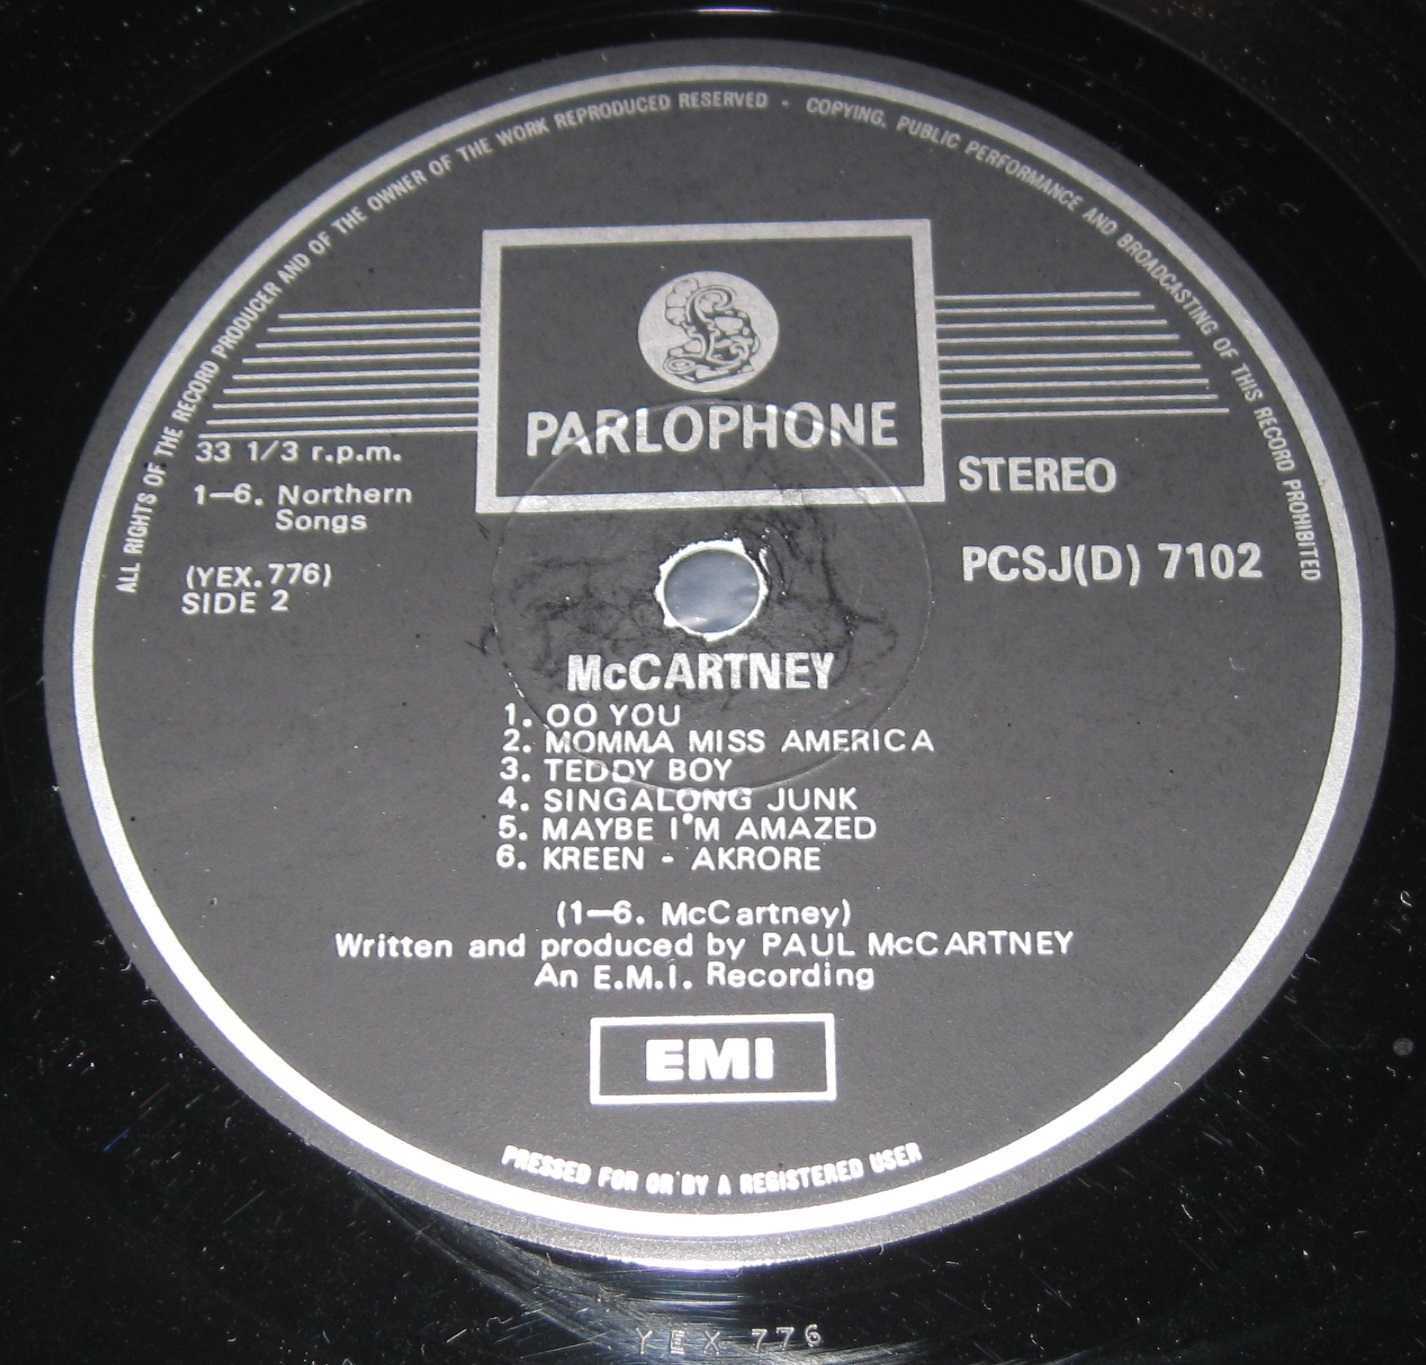 ALL RIGHTS OF THE RECORD PRODUCER AND OF THE OWNER OF THE WORK REPRODUCED RESERVED · COPYING, PUBLIC PERFORMANCE AND BROADCASTING OF THIS RECORD PROHIBITED
PARLOPHONE
33 1/3 r.p.m.
STEREO
1–6. Northern
Songs
(YEX.776)
SIDE 2
PCSJ(D) 7102
McCARTNEY
1. OO YOU
2. MOMMA MISS AMERICA
3. TEDDY BOY
4. SINGALONG JUNK
5. MAYBE I'M AMAZED
6. KREEN - AKRORE
(1–6. McCartney)
Written and produced by PAUL McCARTNEY
An E.M.I. Recording
EMI
PRESSED FOR OR BY A REGISTERED USER
YEX 776